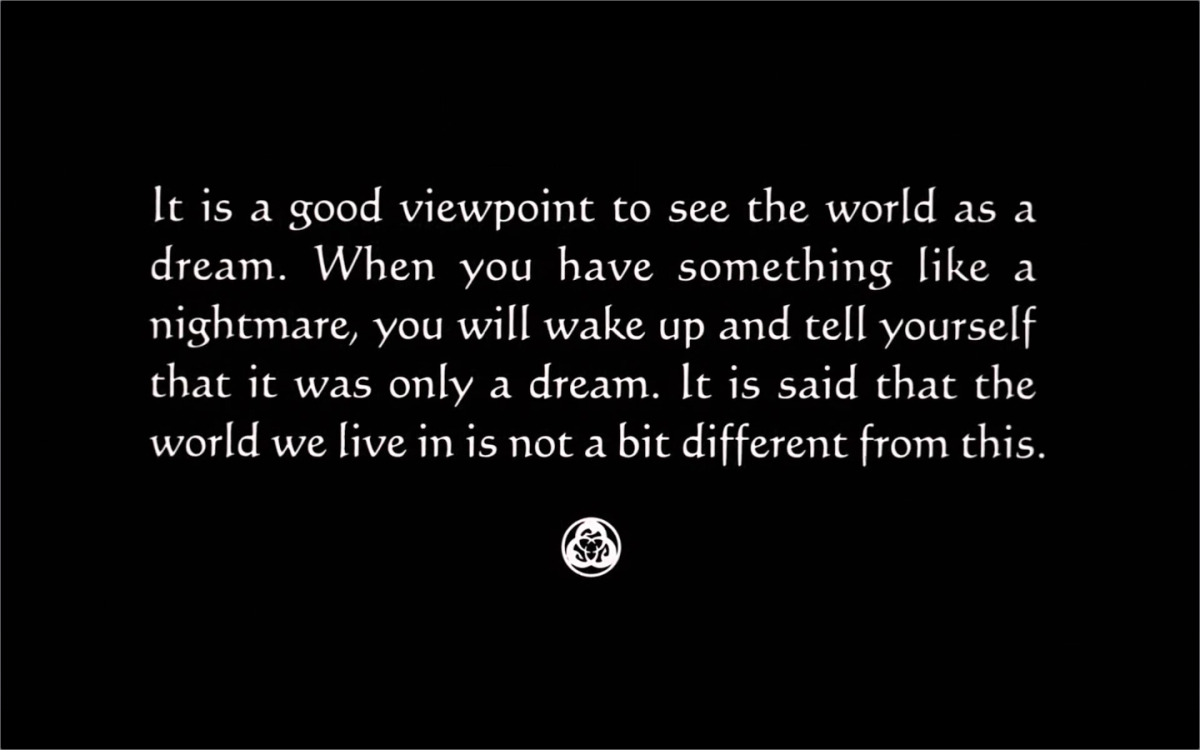 It is a good viewpoint to see the world as a
dream. When you have something like a
nightmare, you will wake up and tell yourself
that it was only a dream. It is said that the
world we live in is not a bit different from this.